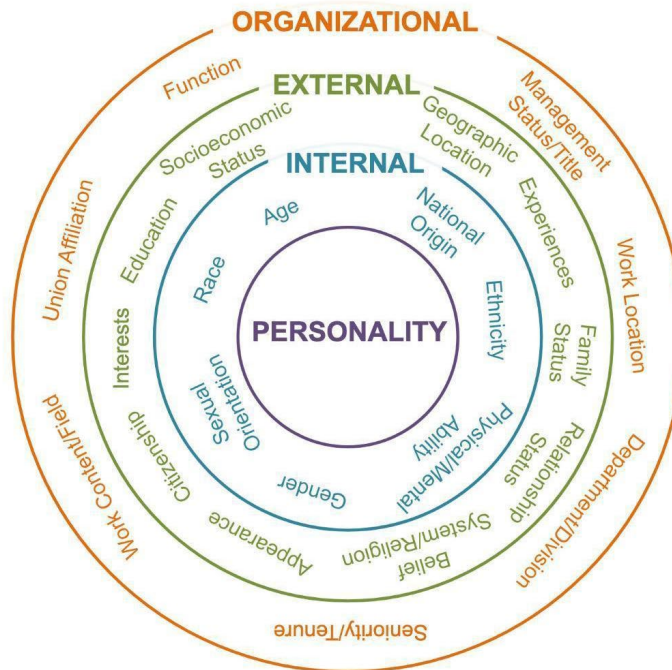 ORGANIZATIONAL
Function
Management
Status/Title
Work Location
Department/Division
Seniority/Tenure
Work Content/Field
Union Affiliation
EXTERNAL
Socioeconomic
Status
Geographic
Location
Experiences
Family
Status
Relationship
Status
Belief
System/Religion
Appearance
Citizenship
Interests
Education
INTERNAL
Age
National
Origin
Ethnicity
Physical/Mental
Ability
Gender
Sexual
Orientation
Race
PERSONALITY